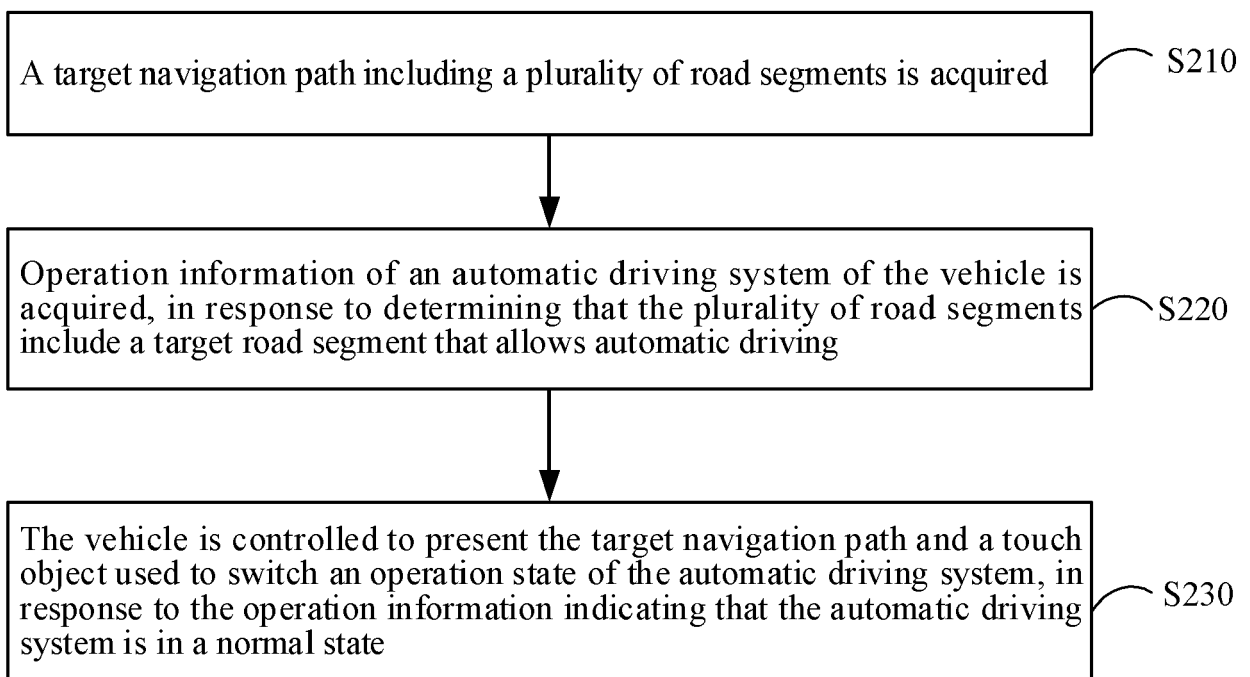 A target navigation path including a plurality of road segments is acquired
S210
Operation information of an automatic driving system of the vehicle is
acquired, in response to determining that the plurality of road segments
include a target road segment that allows automatic driving
S220
The vehicle is controlled to present the target navigation path and a touch
object used to switch an operation state of the automatic driving system, in
response to the operation information indicating that the automatic driving
system is in a normal state
S230